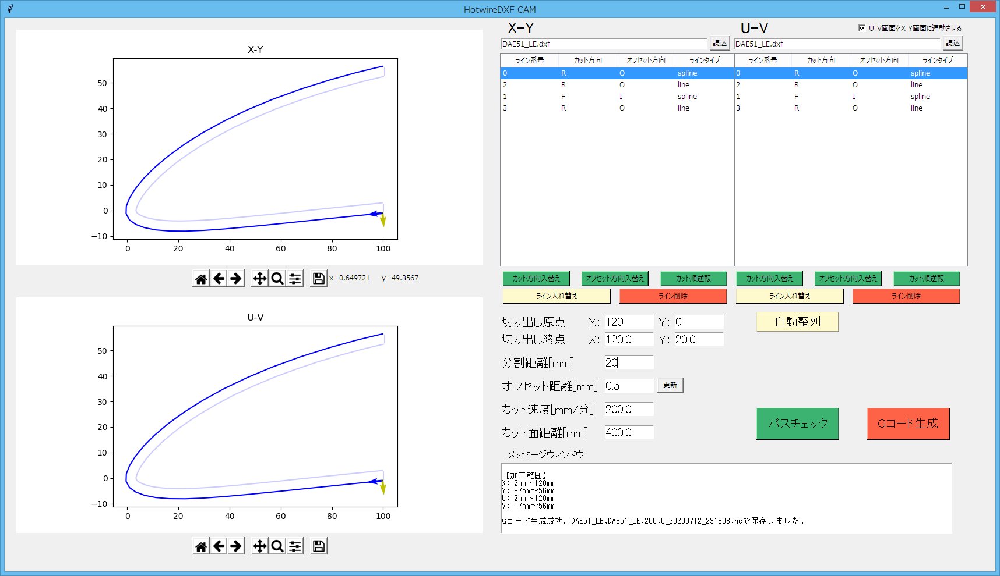 HotwireDXF CAM
X-Y
50
40
30
20
10
0
−10
0 20 40 60 80 100
x=0.649721 y=49.3567
U-V
50
40
30
20
10
0
−10
0 20 40 60 80 100
X-Y
U-V
U-V画面をX-Y画面に連動させる
DAE51_LE.dxf 読込
DAE51_LE.dxf 読込
ライン番号 カット方向 オフセット方向 ラインタイプ ライン番号 カット方向 オフセット方向 ラインタイプ
0 R O spline 0 R O spline
2 R O line 2 R O line
1 F I spline 1 F I spline
3 R O line 3 R O line
カット方向入替え オフセット方向入替え カット順逆転 カット方向入替え オフセット方向入替え カット順逆転
ライン入れ替え ライン削除 ライン入れ替え ライン削除
切り出し原点 X: 120 Y: 0 自動整列
切り出し終点 X: 120.0 Y: 20.0
分割距離[mm] 20
オフセット距離[mm] 0.5 更新
カット速度[mm/分] 200.0
カット面距離[mm] 400.0
パスチェック Gコード生成
メッセージウィンドウ
【加工範囲】
X: 2mm～120mm
Y: -7mm～56mm
U: 2mm～120mm
V: -7mm～56mm
Gコード生成成功。DAE51_LE,DAE51_LE,200.0_20200712_231308.ncで保存しました。